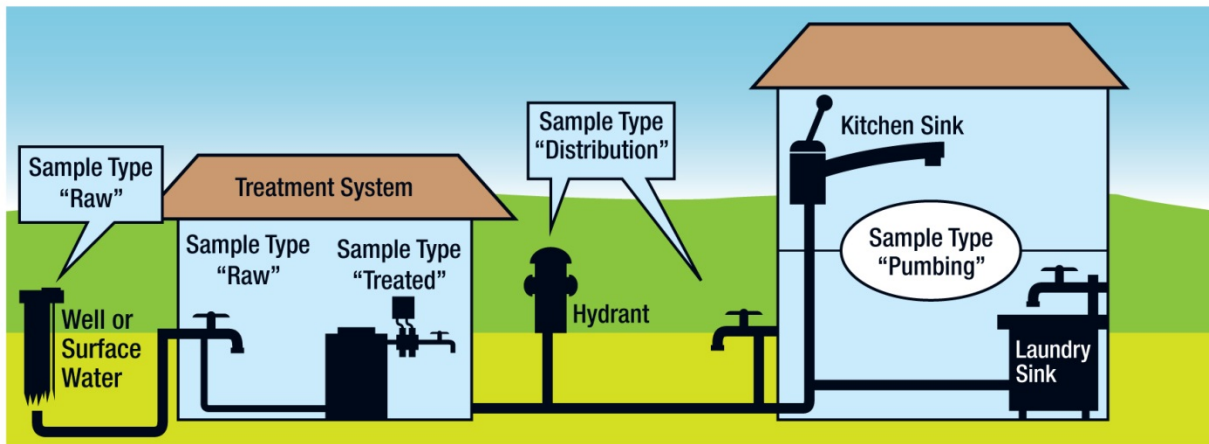 Sample Type
“Raw”
Well or
Surface
Water
Treatment System
Sample Type
“Raw”
Sample Type
“Treated”
Sample Type
“Distribution”
Hydrant
Kitchen Sink
Sample Type
“Pumbing”
Laundry
Sink